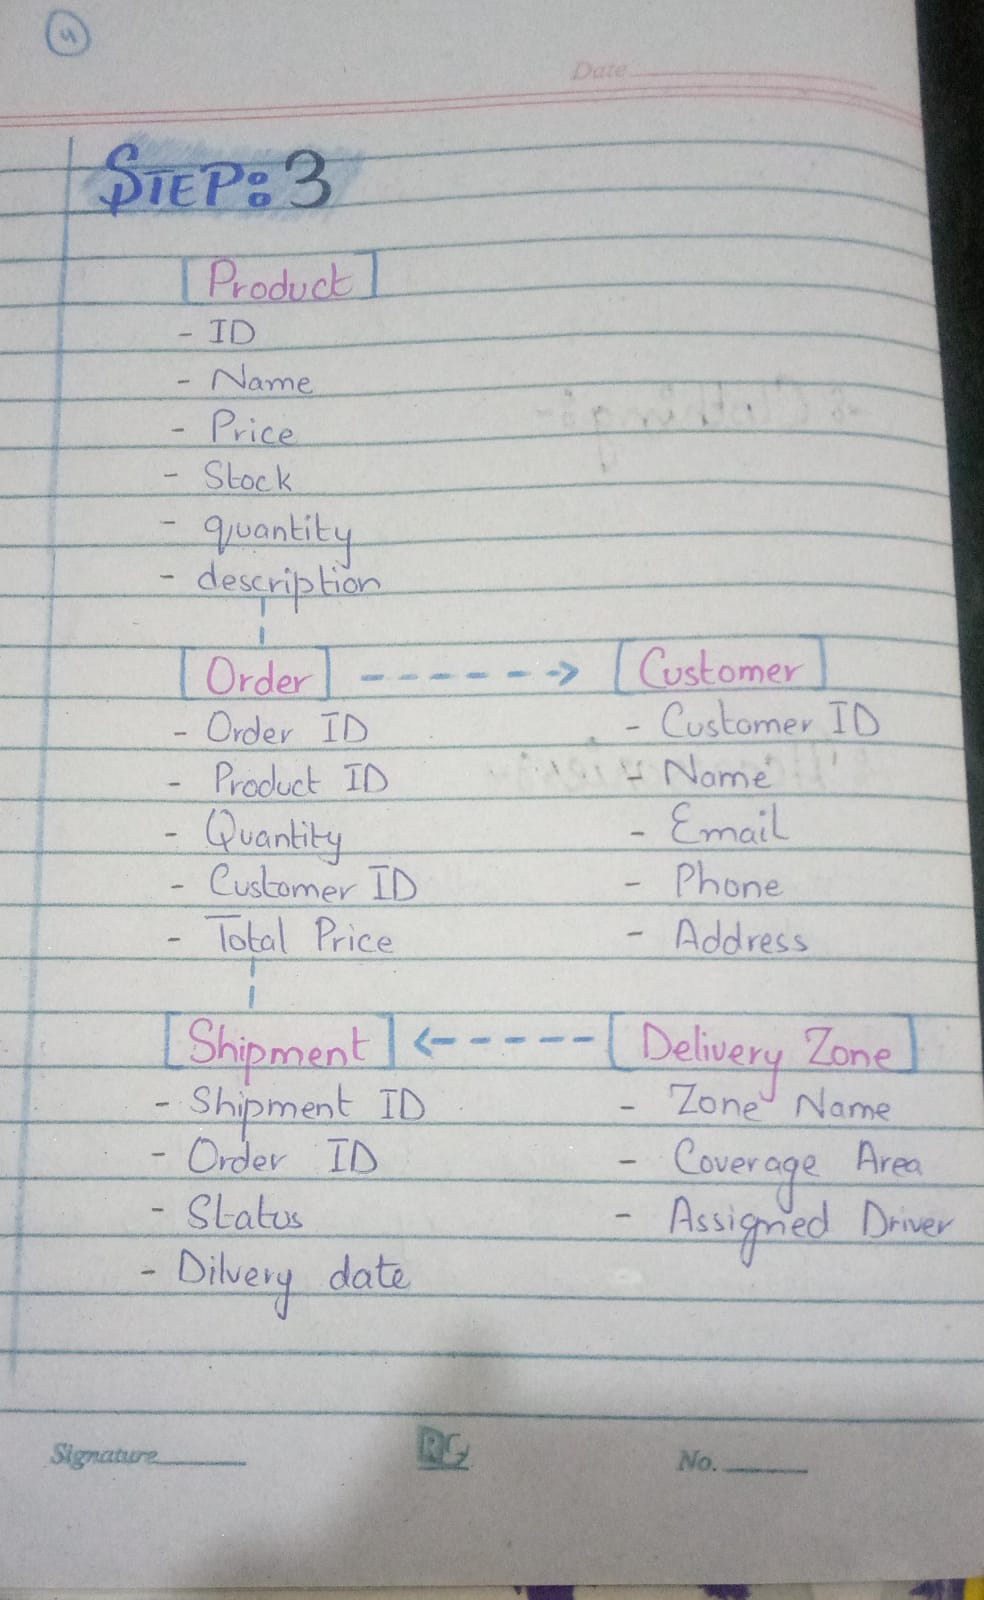 4
Date
STEP: 3
[Product]
- ID
- Name
- Price
- Stock
- quantity
- description
[Order] ------> [Customer]
- Order ID
- Product ID
- Quantity
- Customer ID
- Total Price
- Customer ID
- Name
- Email
- Phone
- Address
[Shipment] <----- [Delivery Zone]
- Shipment ID
- Order ID
- Status
- Dilvery date
- Zone Name
- Coverage Area
- Assigned Driver
Signature
RG
No.